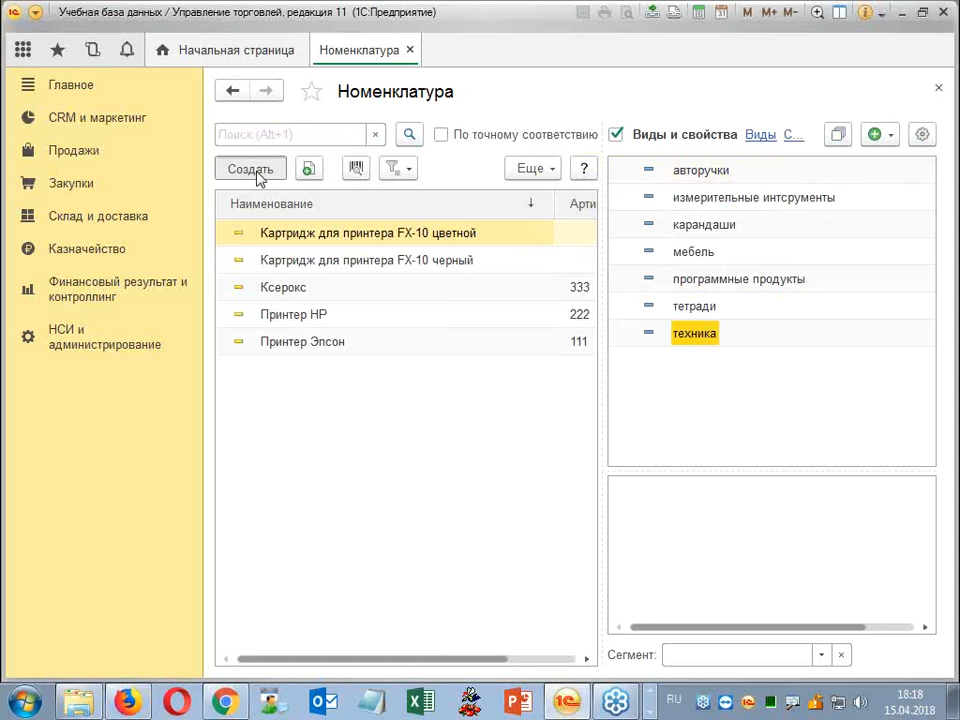 Учебная база данных / Управление торговлей, редакция 11 (1С:Предприятие)
M M+ M-
Начальная страница
Номенклатура ×
Главное
CRM и маркетинг
Продажи
Закупки
Склад и доставка
Казначейство
Финансовый результат и
контроллинг
НСИ и
администрирование
Номенклатура
Поиск (Alt+1)
По точному соответствию
Виды и свойства
Виды
С...
Создать
Еще
?
Наименование
Арти
Картридж для принтера FX-10 цветной
Картридж для принтера FX-10 черный
Ксерокс
333
Принтер HP
222
Принтер Элсон
111
авторучки
измерительные интсрументы
карандаши
мебель
программные продукты
тетради
техника
Сегмент:
RU
18:18
15.04.2018